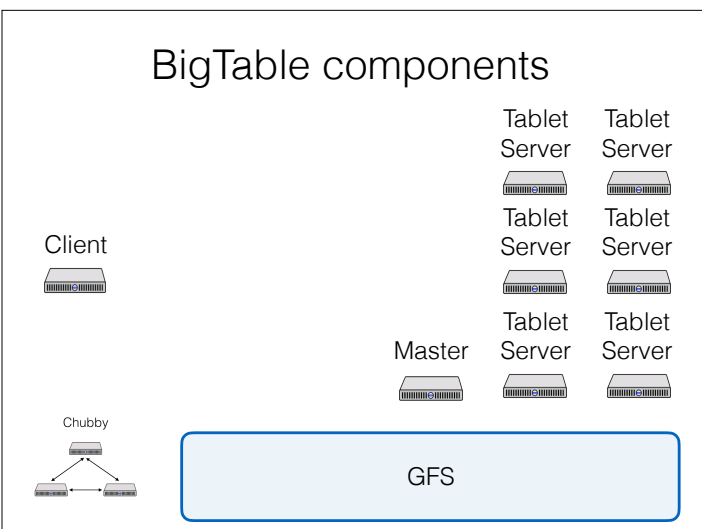 BigTable components
Tablet Server
Tablet Server
Client
Tablet Server
Tablet Server
Master
Tablet Server
Tablet Server
Chubby
GFS